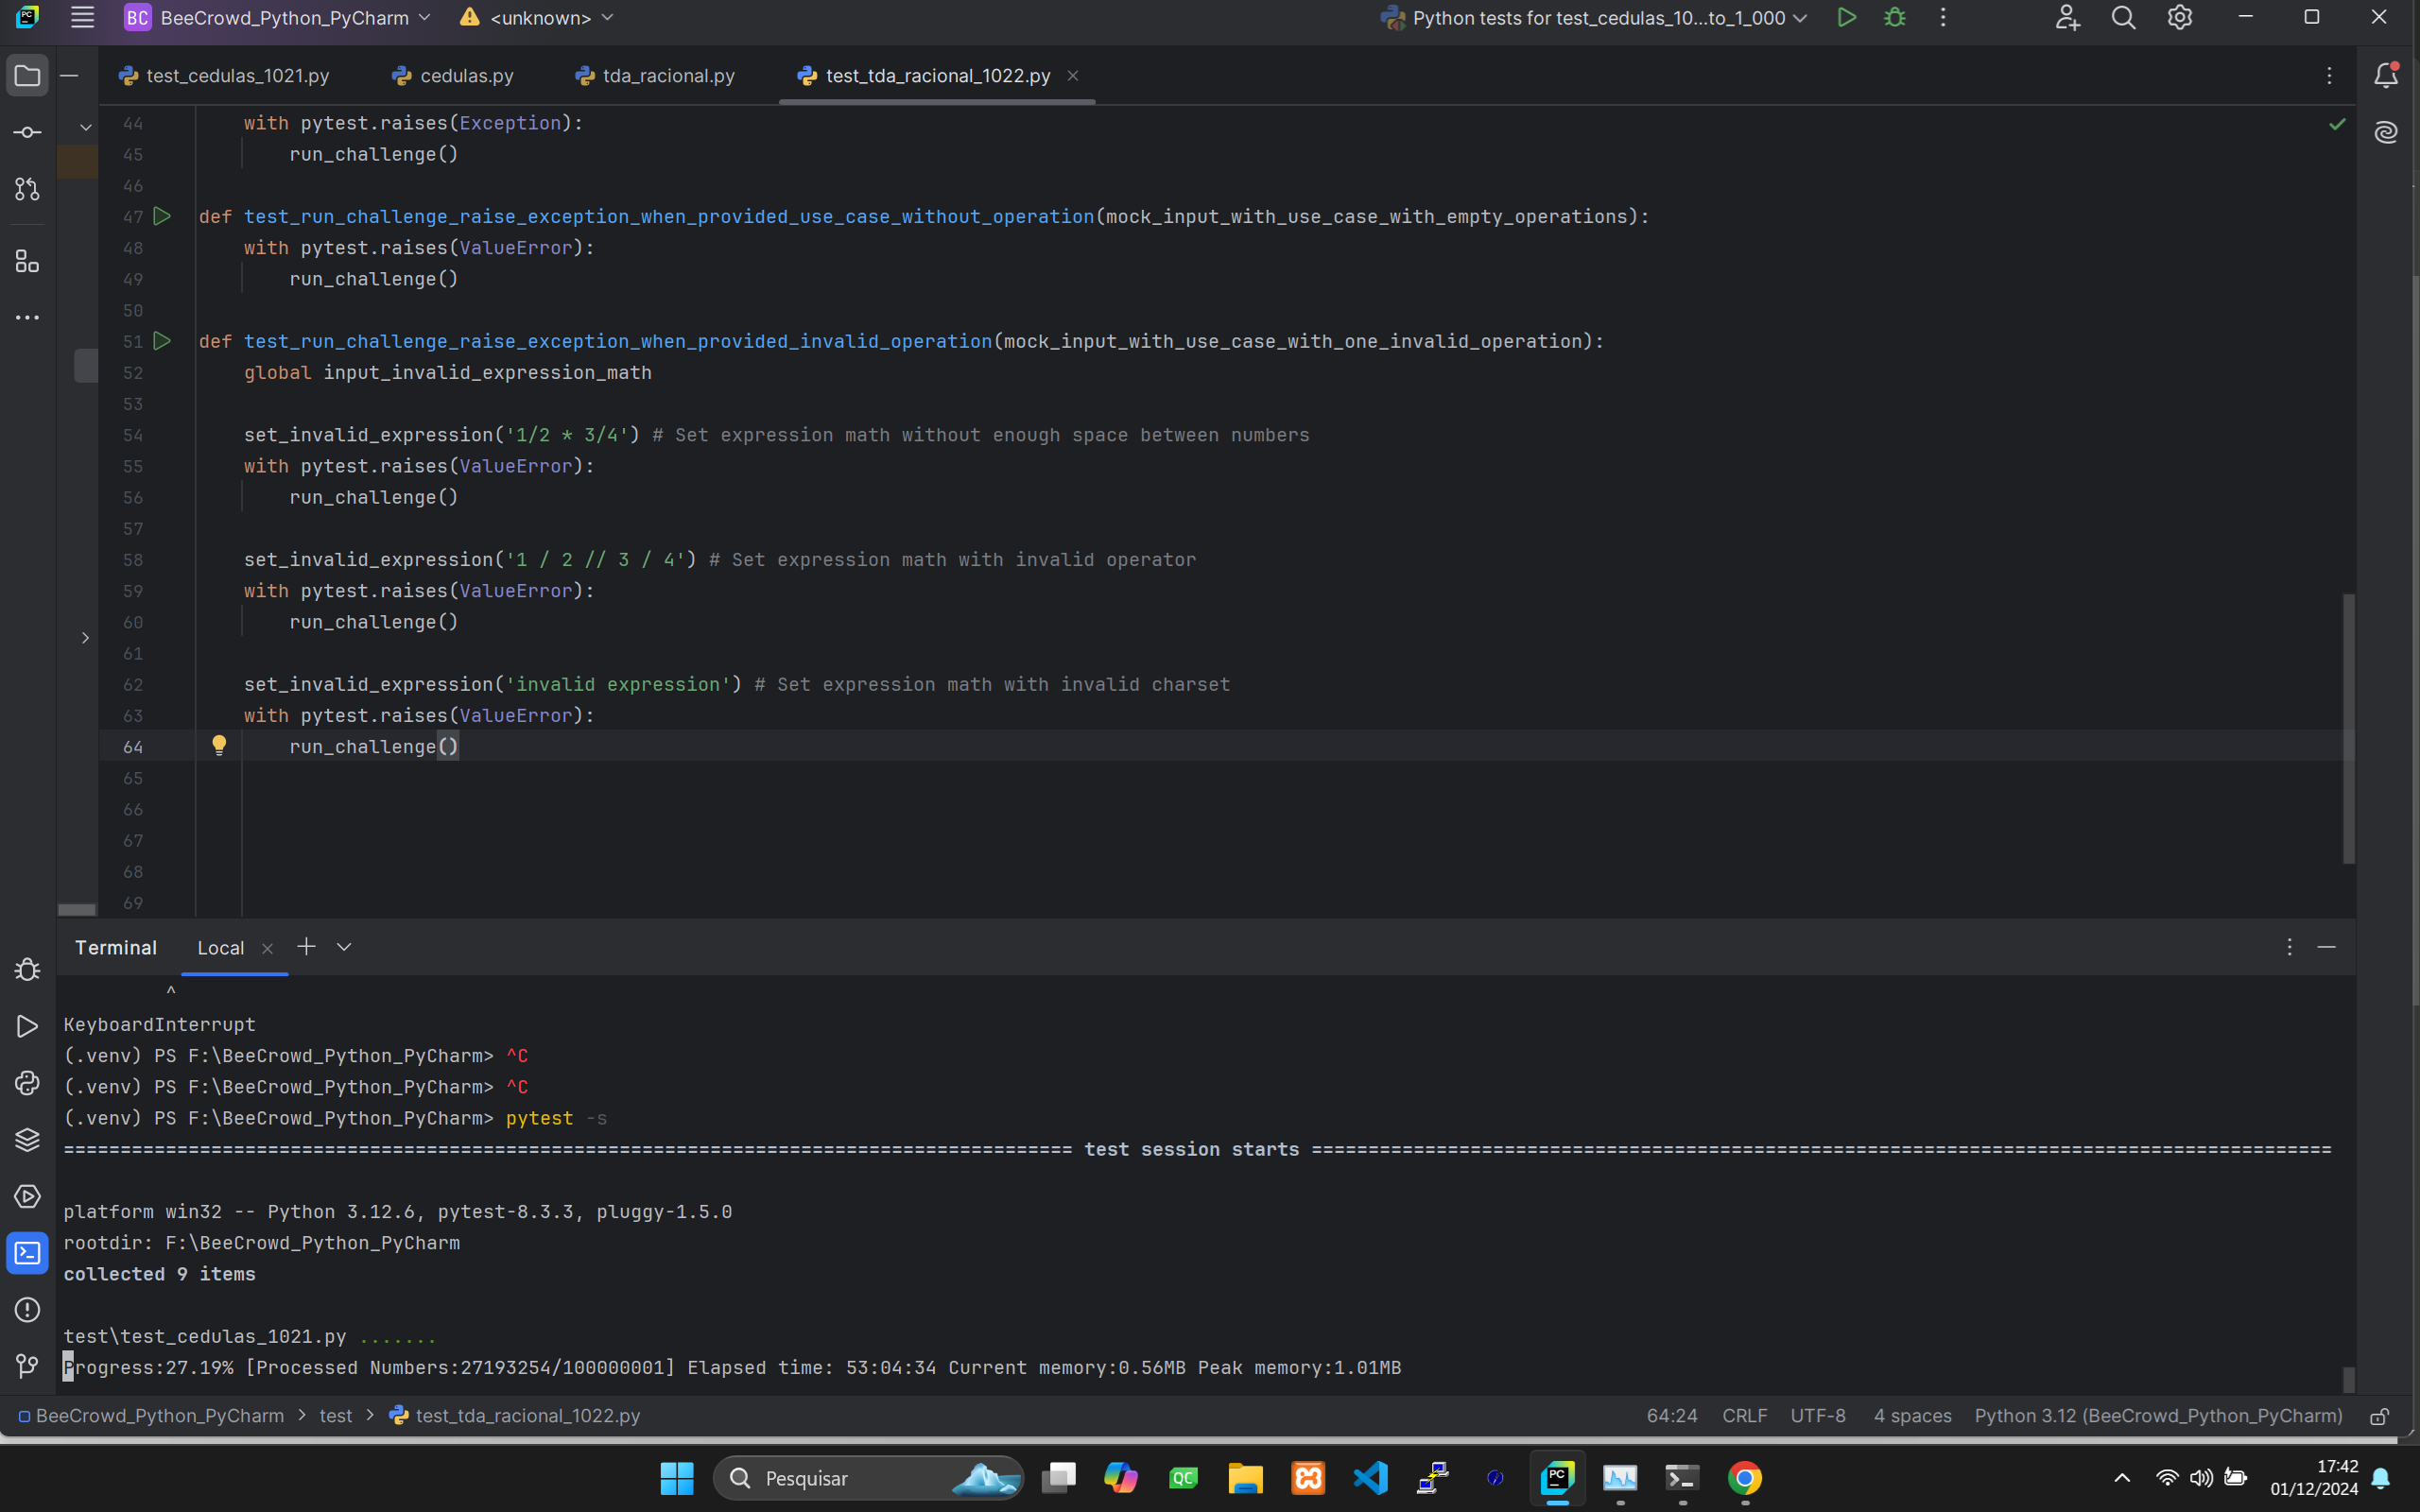 BC BeeCrowd_Python_PyCharm <unknown> Python tests for test_cedulas_10...to_1_000
test_cedulas_1021.py cedulas.py tda_racional.py test_tda_racional_1022.py
44 with pytest.raises(Exception):
45 run_challenge()
46
47 def test_run_challenge_raise_exception_when_provided_use_case_without_operation(mock_input_with_use_case_with_empty_operations):
48 with pytest.raises(ValueError):
49 run_challenge()
50
51 def test_run_challenge_raise_exception_when_provided_invalid_operation(mock_input_with_use_case_with_one_invalid_operation):
52 global input_invalid_expression_math
53
54 set_invalid_expression('1/2 * 3/4') # Set expression math without enough space between numbers
55 with pytest.raises(ValueError):
56 run_challenge()
57
58 set_invalid_expression('1 / 2 // 3 / 4') # Set expression math with invalid operator
59 with pytest.raises(ValueError):
60 run_challenge()
61
62 set_invalid_expression('invalid expression') # Set expression math with invalid charset
63 with pytest.raises(ValueError):
64 run_challenge()
65
66
67
68
69
Terminal Local
^
KeyboardInterrupt
(.venv) PS F:\BeeCrowd_Python_PyCharm> ^C
(.venv) PS F:\BeeCrowd_Python_PyCharm> ^C
(.venv) PS F:\BeeCrowd_Python_PyCharm> pytest -s
========================================================================================= test session starts ==========================================================================================
platform win32 -- Python 3.12.6, pytest-8.3.3, pluggy-1.5.0
rootdir: F:\BeeCrowd_Python_PyCharm
collected 9 items
test\test_cedulas_1021.py .......
Progress:27.19% [Processed Numbers:27193254/100000001] Elapsed time: 53:04:34 Current memory:0.56MB Peak memory:1.01MB
BeeCrowd_Python_PyCharm > test > test_tda_racional_1022.py 64:24 CRLF UTF-8 4 spaces Python 3.12 (BeeCrowd_Python_PyCharm)
Pesquisar QC PC 17:42
01/12/2024